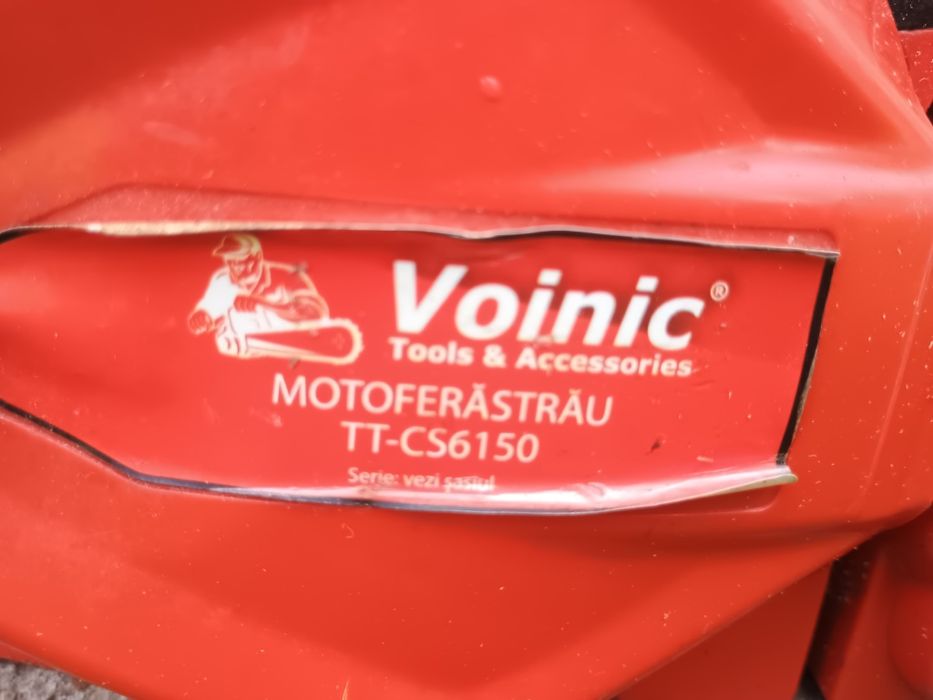 Voinic®
Tools & Accessories
MOTOFERĂSTRĂU
TT-CS6150
Serie: vezi șasiul